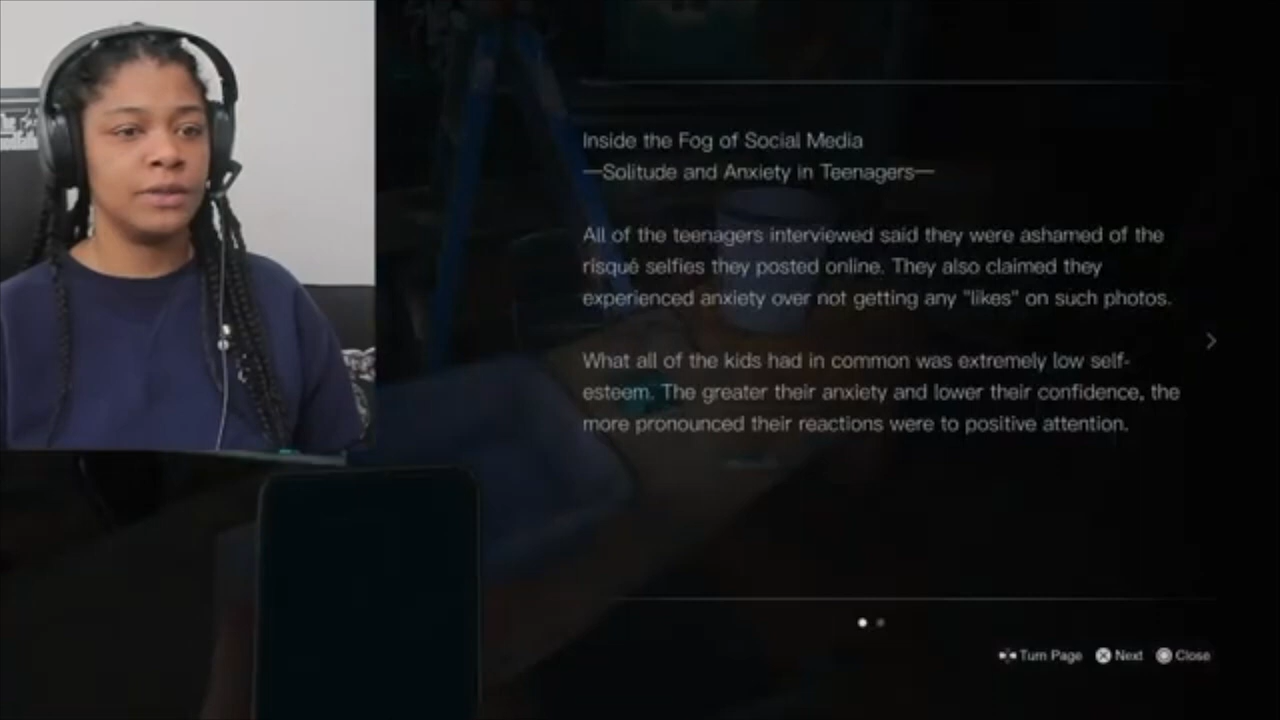 Inside the Fog of Social Media
—Solitude and Anxiety in Teenagers—
All of the teenagers interviewed said they were ashamed of the
risqué selfies they posted online. They also claimed they
experienced anxiety over not getting any "likes" on such photos.
What all of the kids had in common was extremely low self-
esteem. The greater their anxiety and lower their confidence, the
more pronounced their reactions were to positive attention.
Turn Page Next Close